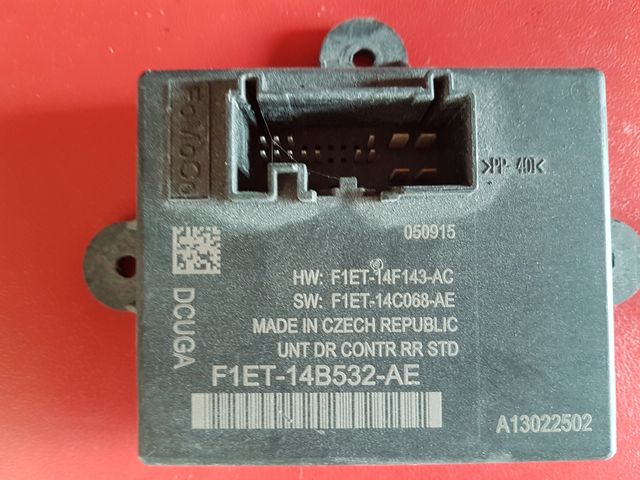 FoMoCo
>PP-40<
050915
HW: F1ET-14F143-AC
SW: F1ET-14C068-AE
MADE IN CZECH REPUBLIC
UNT DR CONTR RR STD
DCUGA
F1ET-14B532-AE
A13022502